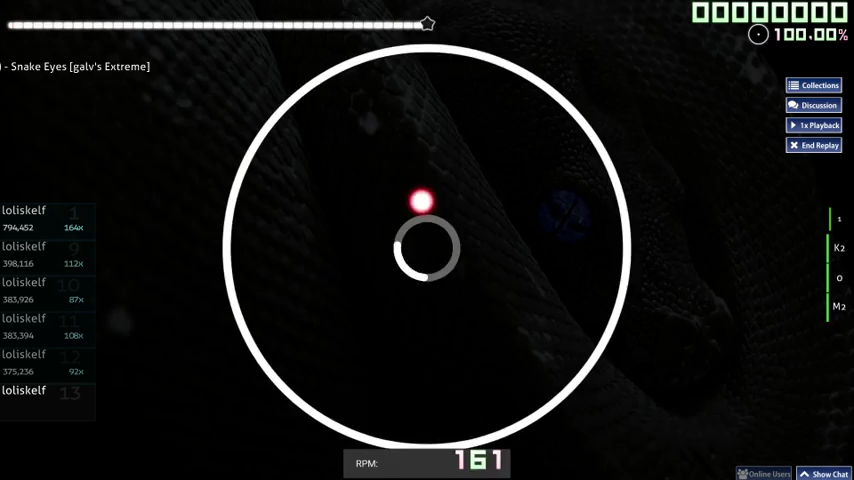 00000000
100.00%
) - Snake Eyes [galv's Extreme]
Collections
Discussion
1x Playback
End Replay
loliskelf
1
794,452 164x
loliskelf
9
398,116 112x
loliskelf
10
383,926 87x
loliskelf
11
383,394 108x
loliskelf
12
375,236 92x
loliskelf
13
1
K2
0
M2
RPM: 161
Online Users
Show Chat